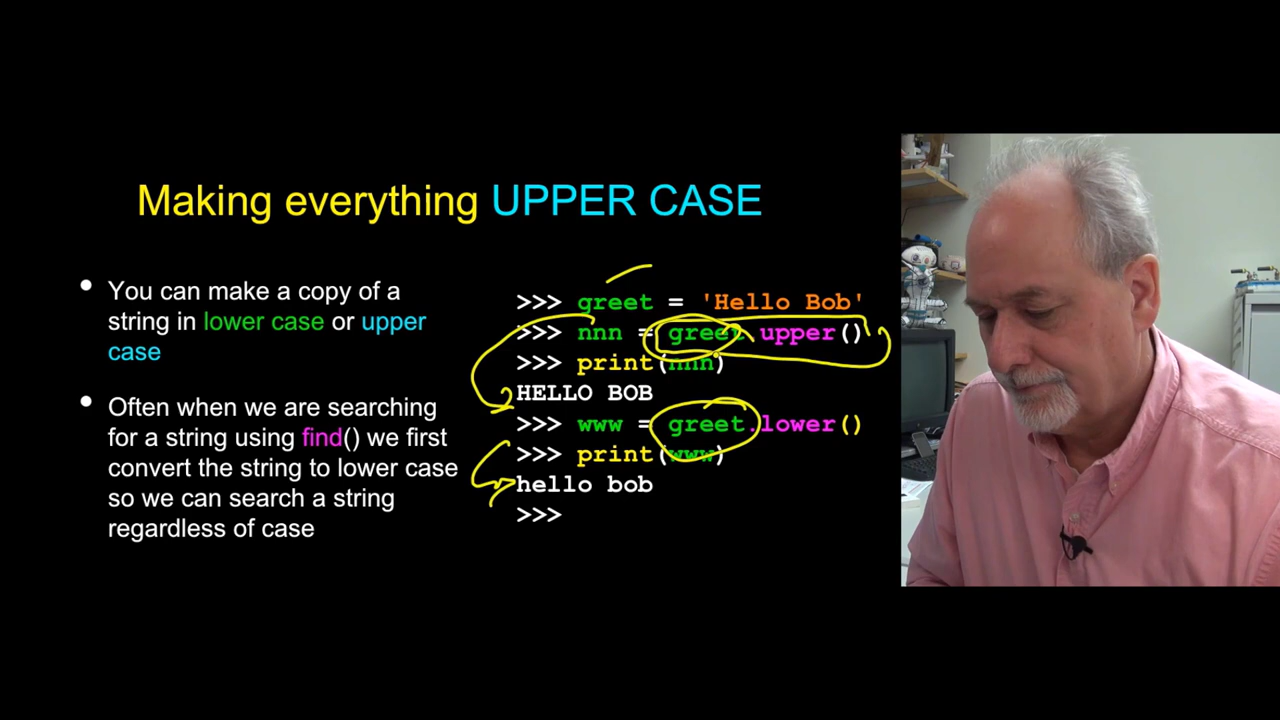 Making everything UPPER CASE
• You can make a copy of a
string in lower case or upper
case
• Often when we are searching
for a string using find() we first
convert the string to lower case
so we can search a string
regardless of case
>>> greet = 'Hello Bob'
>>> nnn = greet.upper()
>>> print(nnn)
HELLO BOB
>>> www = greet.lower()
>>> print(www)
hello bob
>>>